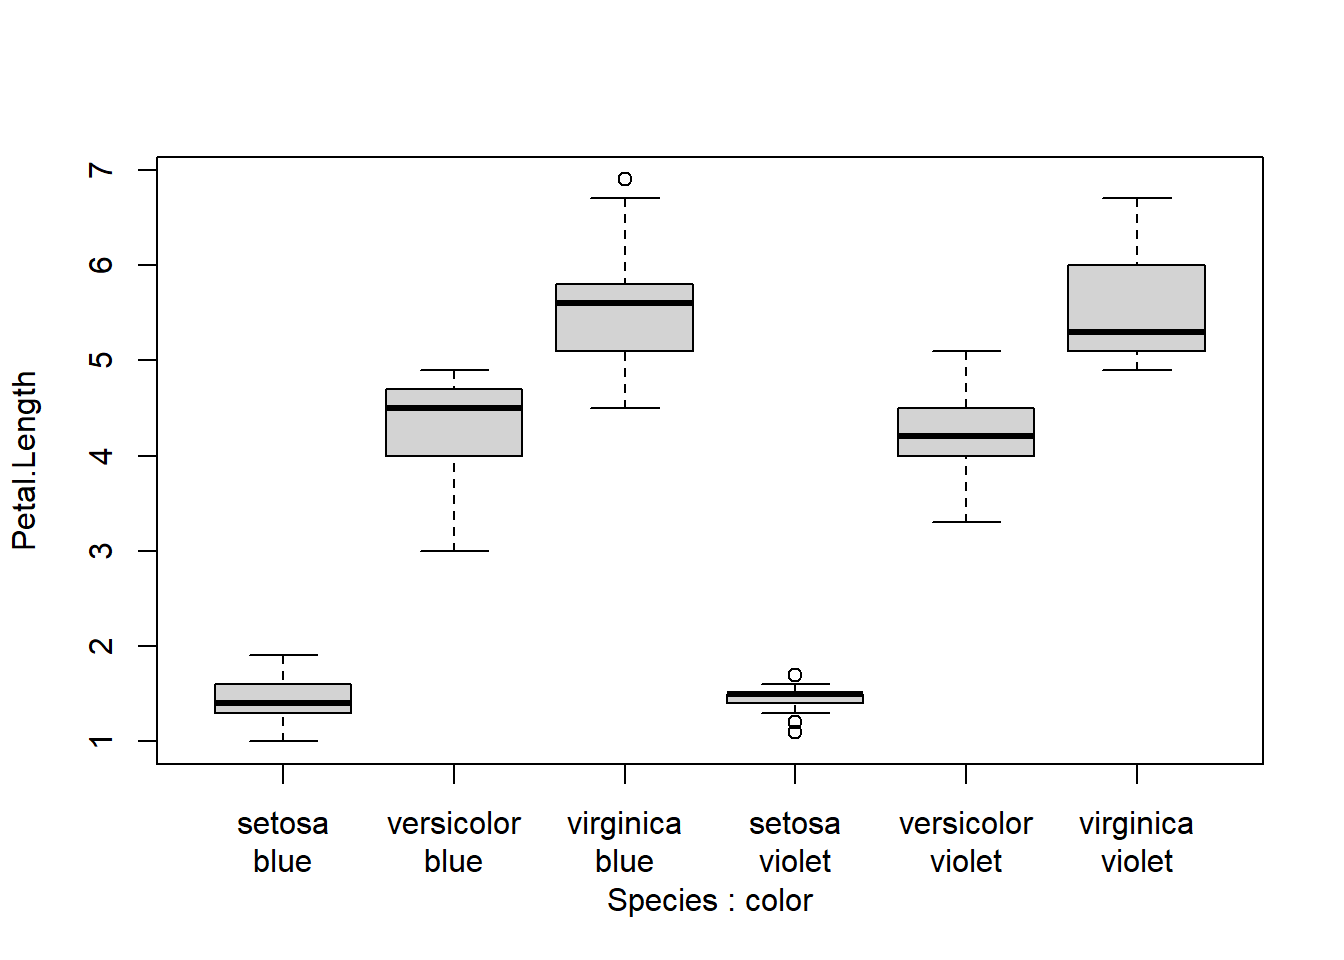 Petal.Length
7
6
5
4
3
2
1
setosa versicolor virginica setosa versicolor virginica
blue blue blue violet violet violet
Species : color